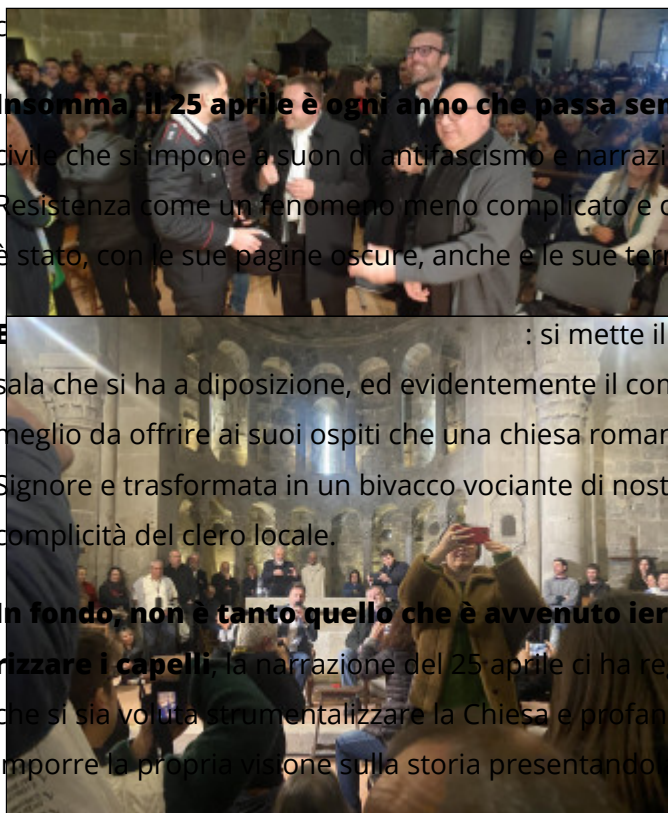 Insomma, il 25 aprile è ogni anno che passa sem
civile che si impone a suon di antifascismo e narrazi
Resistenza come un fenomeno meno complicato e
è stato, con le sue pagine oscure, anche e le sue terr
E : si mette il
sala che si ha a diposizione, ed evidentemente il com
meglio da offrire ai suoi ospiti che una chiesa roman
Signore e trasformata in un bivacco vociante di nost
complicità del clero locale.
In fondo, non è tanto quello che è avvenuto ier
rizzare i capelli, la narrazione del 25 aprile ci ha re
che si sia voluta strumentalizzare la Chiesa e profan
imporre la propria visione sulla storia presentando